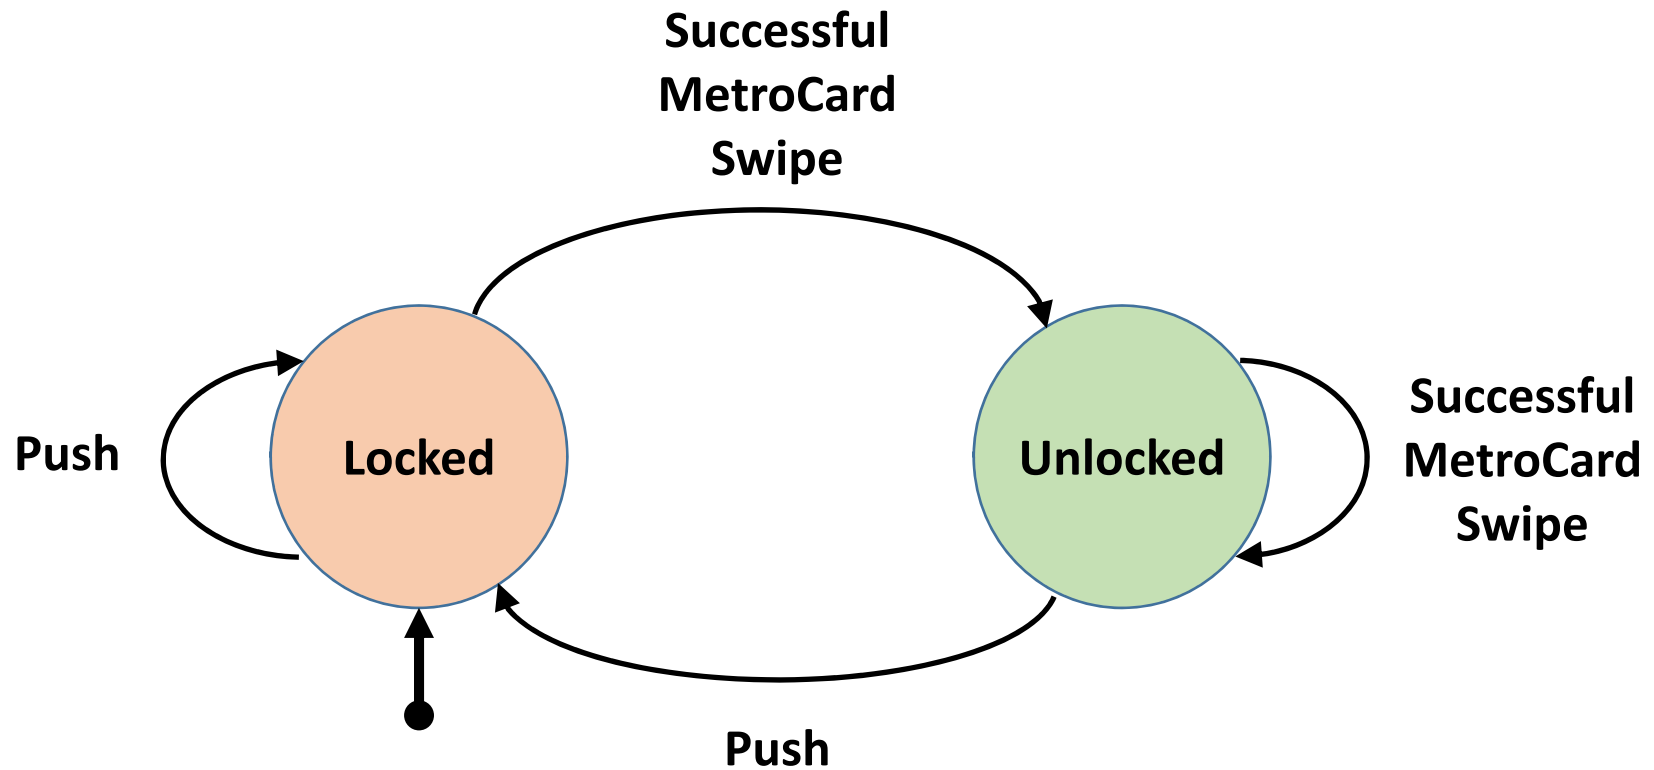 Successful
MetroCard
Swipe
Push
Locked
Unlocked
Successful
MetroCard
Swipe
Push